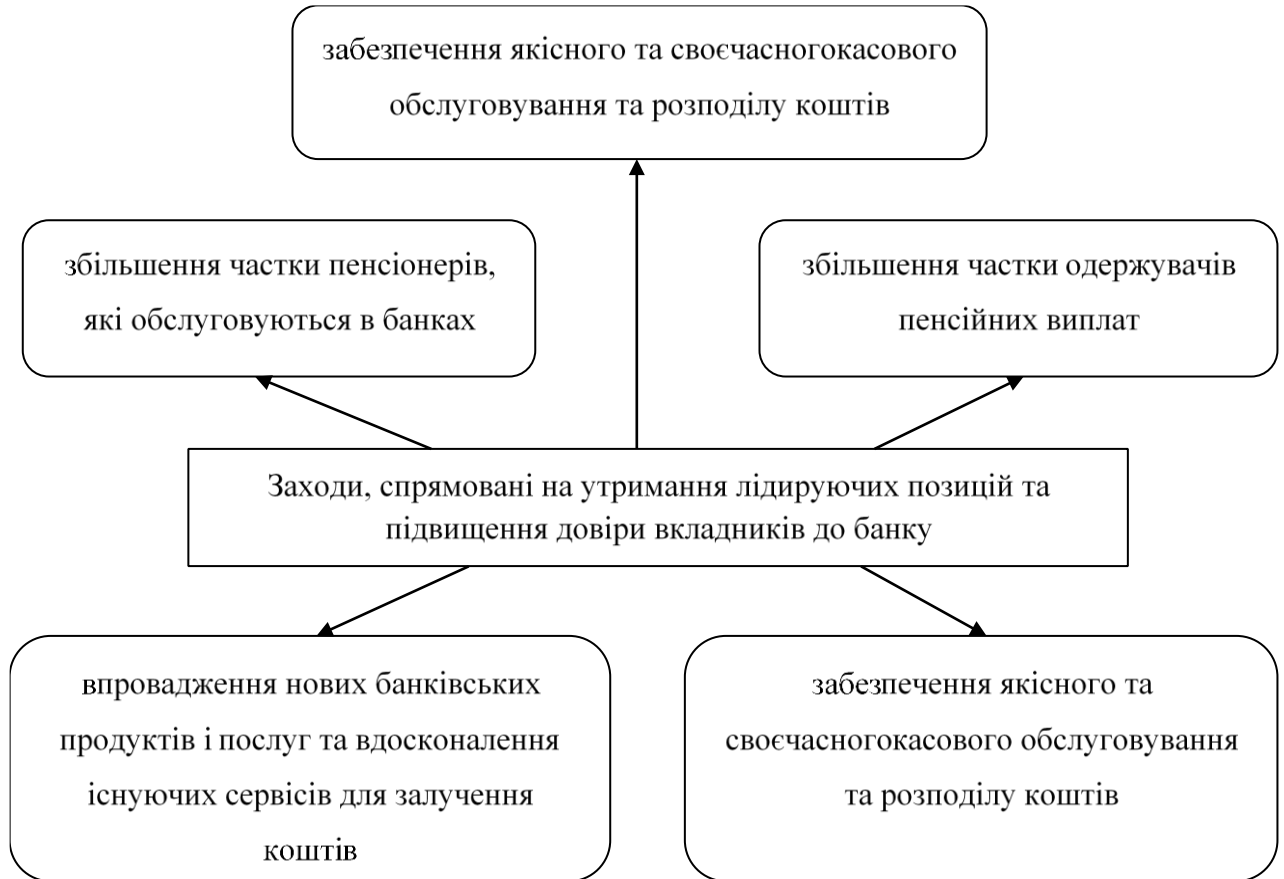 забезпечення якісного та своєчасногокасового
обслуговування та розподілу коштів
збільшення частки пенсіонерів,
які обслуговуються в банках
збільшення частки одержувачів
пенсійних виплат
Заходи, спрямовані на утримання лідируючих позицій та
підвищення довіри вкладників до банку
впровадження нових банківських
продуктів і послуг та вдосконалення
існуючих сервісів для залучення
коштів
забезпечення якісного та
своєчасногокасового обслуговування
та розподілу коштів